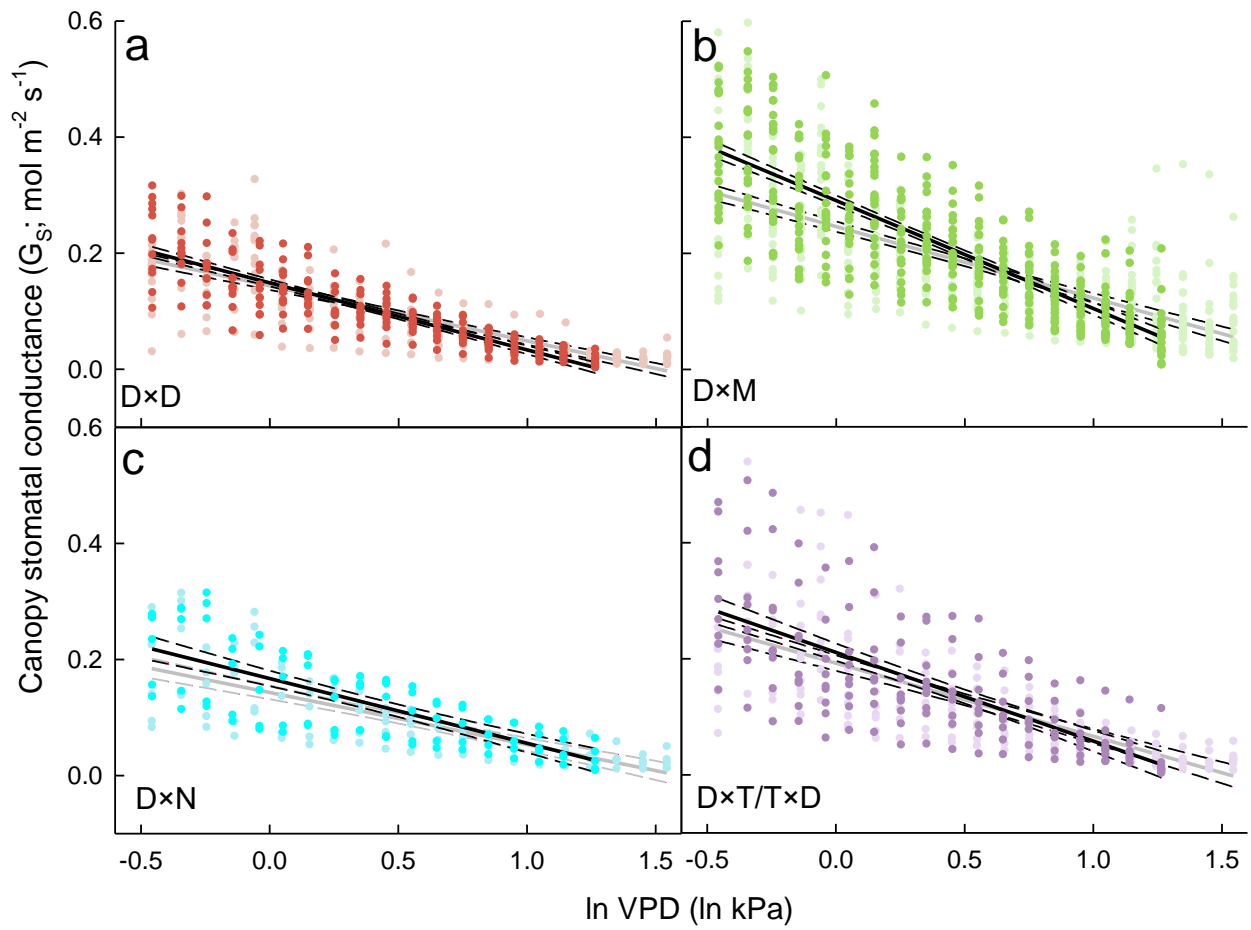 a
b
0.6
0.4
0.2
0.0
D×D
D×M
Canopy stomatal conductance (G_S; mol m⁻² s⁻¹)
c
d
0.6
0.4
0.2
0.0
D×N
D×T/T×D
-0.5 0.0 0.5 1.0 1.5
-0.5 0.0 0.5 1.0 1.5
ln VPD (ln kPa)